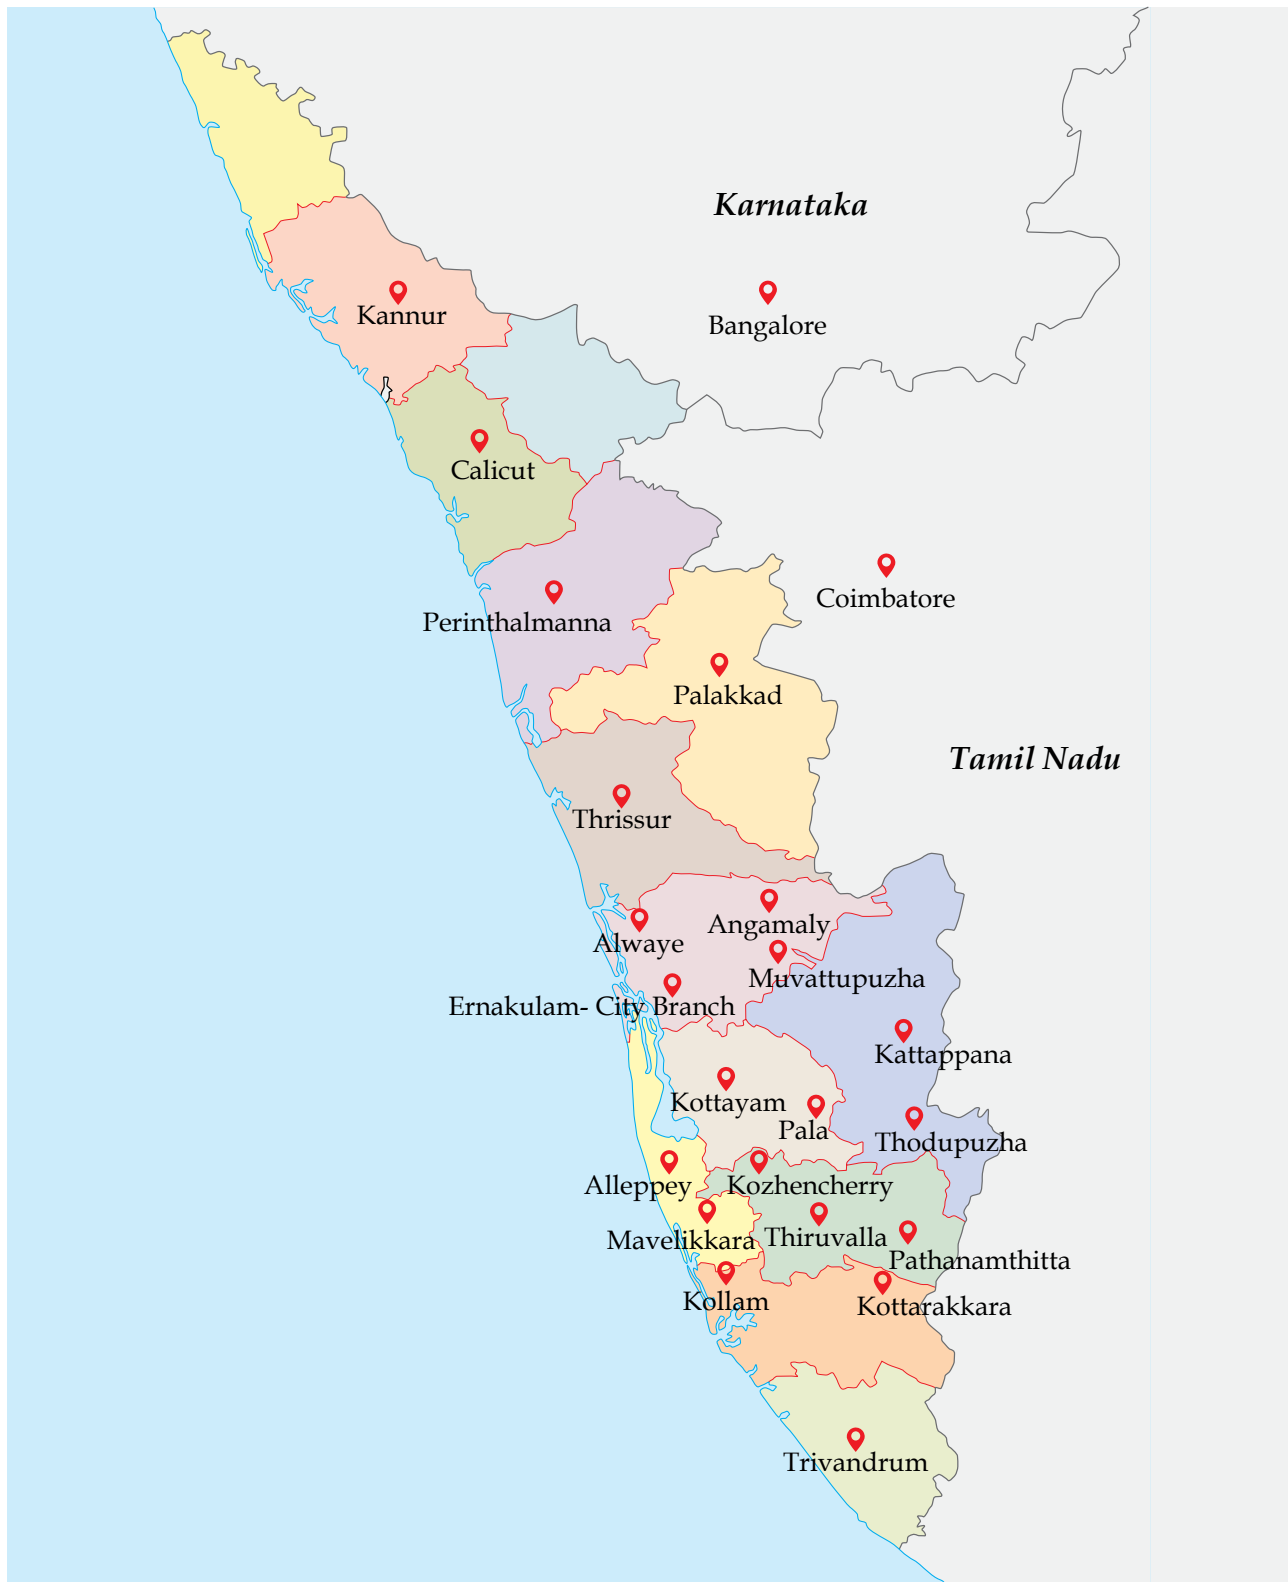 Karnataka
Kannur
Bangalore
Calicut
Coimbatore
Perinthalmanna
Palakkad
Tamil Nadu
Thrissur
Angamaly
Alwaye
Muvattupuzha
Ernakulam- City Branch
Kattappana
Kottayam
Pala
Thodupuzha
Alleppey
Kozhencherry
Mavelikkara
Thiruvalla
Pathanamthitta
Kollam
Kottarakkara
Trivandrum